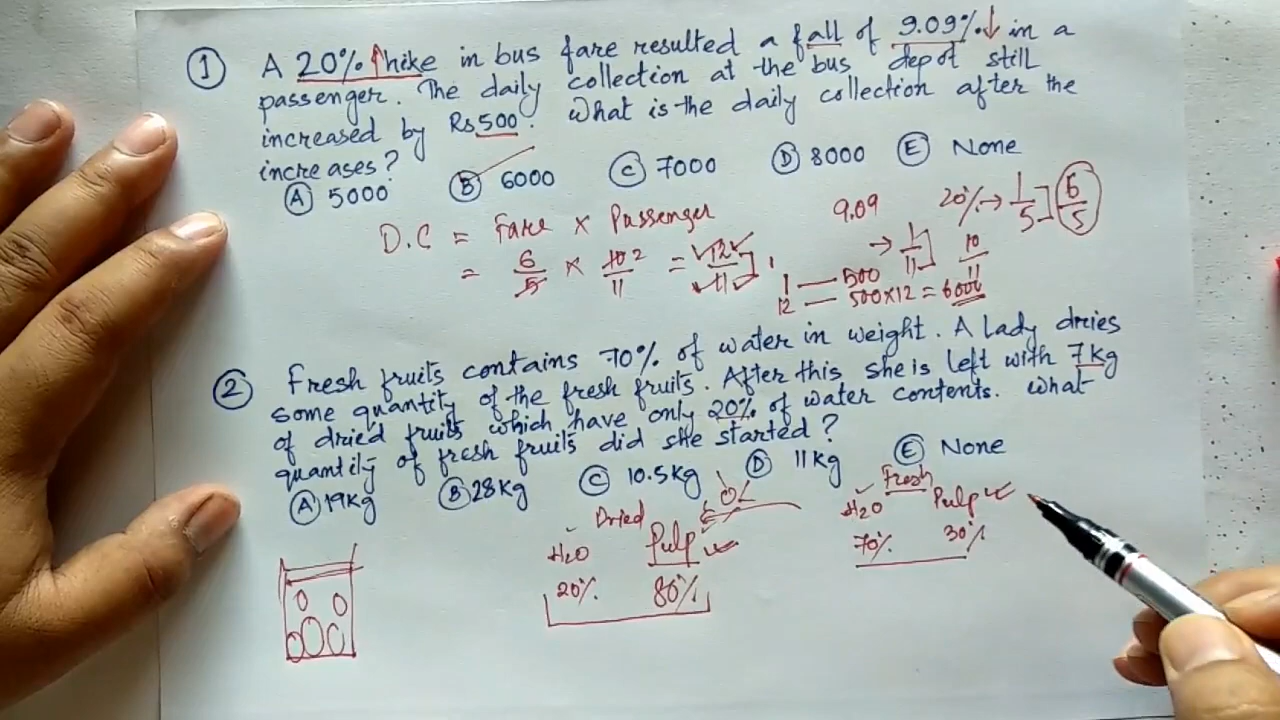 ① A 20% ↑ hike in bus fare resulted a fall of 9.09% ↓ in a
passenger. The daily collection at the bus depot still
increased by Rs 500. What is the daily collection after the
increases?
Ⓐ 5000 Ⓑ 6000 Ⓒ 7000 Ⓓ 8000 Ⓔ None
D.C = Fare × Passenger
= 6/5 × 10/11 2 = 12/11 ] 1
9.09
→ 1/11 ] 10/11
20% → 1/5 ] 6/5
1 — 500
12 — 500×12 = 6000
② Fresh fruits contains 70% of water in weight. A lady dries
some quantity of the fresh fruits. After this she is left with 7kg
of dried fruits which have only 20% of water contents. what
quantity of fresh fruits did she started?
Ⓐ 19kg Ⓑ 28kg Ⓒ 10.5kg Ⓓ 11kg Ⓔ None
Dried
H2O Pulp
20% 80%
Fresh
H2O Pulp
70% 30%